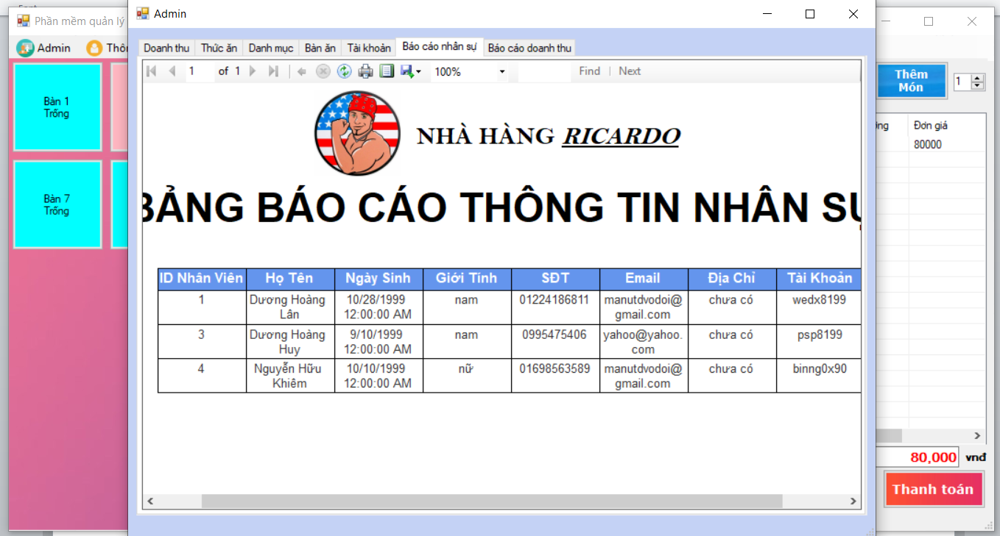 Font
Phần mềm quản lý
Admin
Admin
Thôn
Doanh thu Thức ăn Danh mục Bàn ăn Tài khoản Báo cáo nhân sự Báo cáo doanh thu
1 of 1 100% Find | Next
Bàn 1
Trống
Bàn 7
Trống
NHÀ HÀNG RICARDO
BẢNG BÁO CÁO THÔNG TIN NHÂN SỰ
ID Nhân Viên Họ Tên Ngày Sinh Giới Tính SĐT Email Địa Chỉ Tài Khoản
1 Dương Hoàng 10/28/1999 nam 01224186811 manutdvodoi@ chưa có wedx8199
Lân 12:00:00 AM gmail.com
3 Dương Hoàng 9/10/1999 nam 0995475406 yahoo@yahoo. chưa có psp8199
Huy 12:00:00 AM com
4 Nguyễn Hữu 10/10/1999 nữ 01698563589 manutdvodoi@ chưa có binng0x90
Khiêm 12:00:00 AM gmail.com
Thêm
Món
1
Đơn giá
80000
80,000 vnđ
Thanh toán